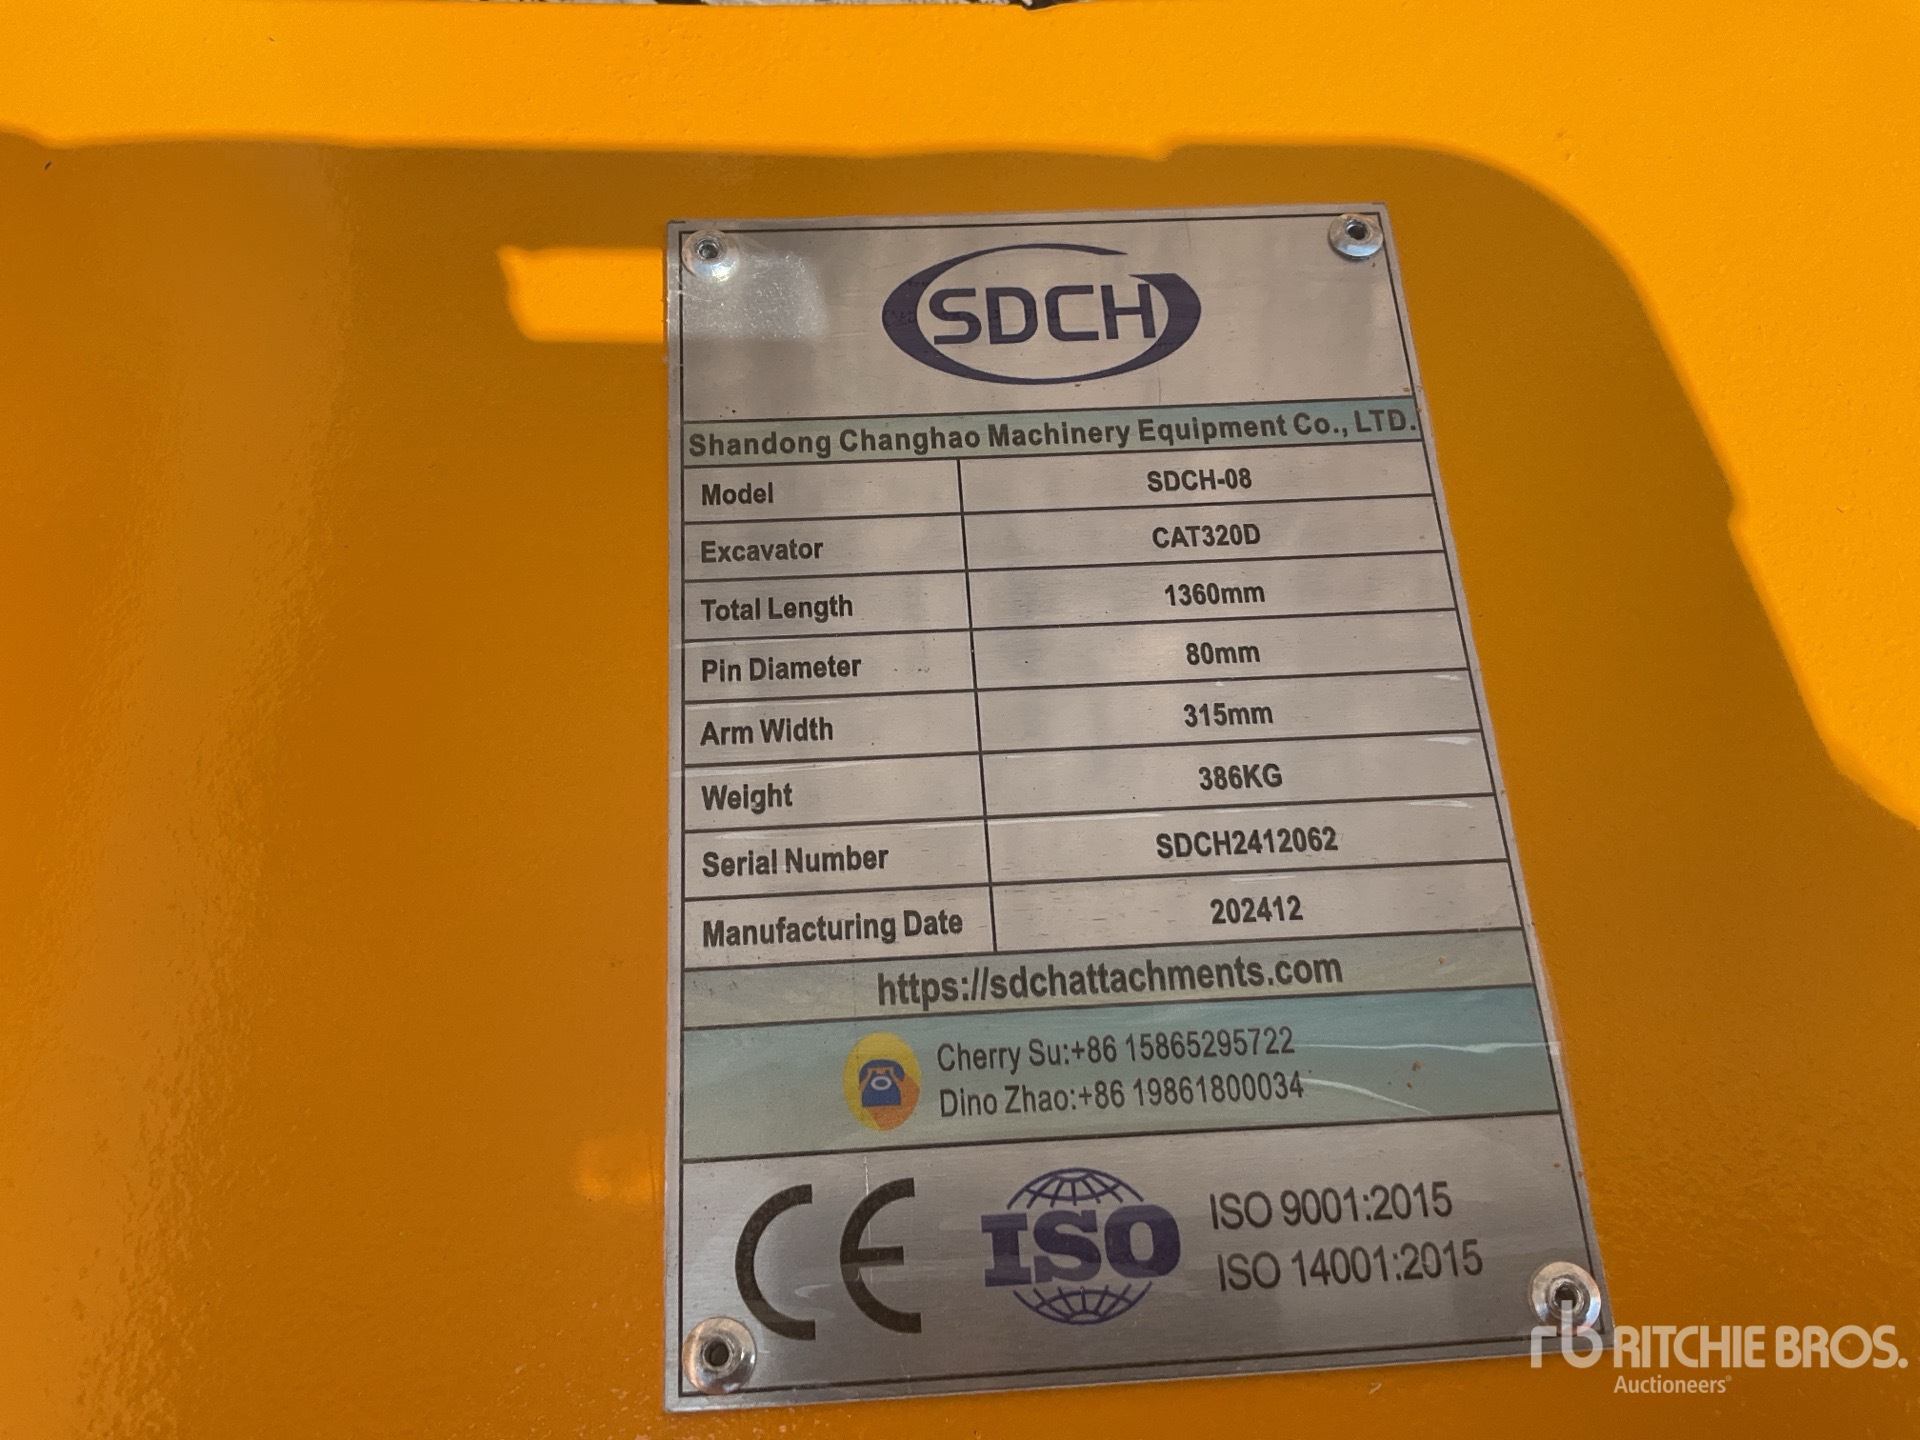 SDCH
Shandong Changhao Machinery Equipment Co., LTD.
Model SDCH-08
Excavator CAT320D
Total Length 1360mm
Pin Diameter 80mm
Arm Width 315mm
Weight 386KG
Serial Number SDCH2412062
Manufacturing Date 202412
https://sdchattachments.com
Cherry Su:+86 15865295722
Dino Zhao:+86 19861800034
CE ISO ISO 9001:2015
ISO 14001:2015
rb RITCHIE BROS.
Auctioneers®